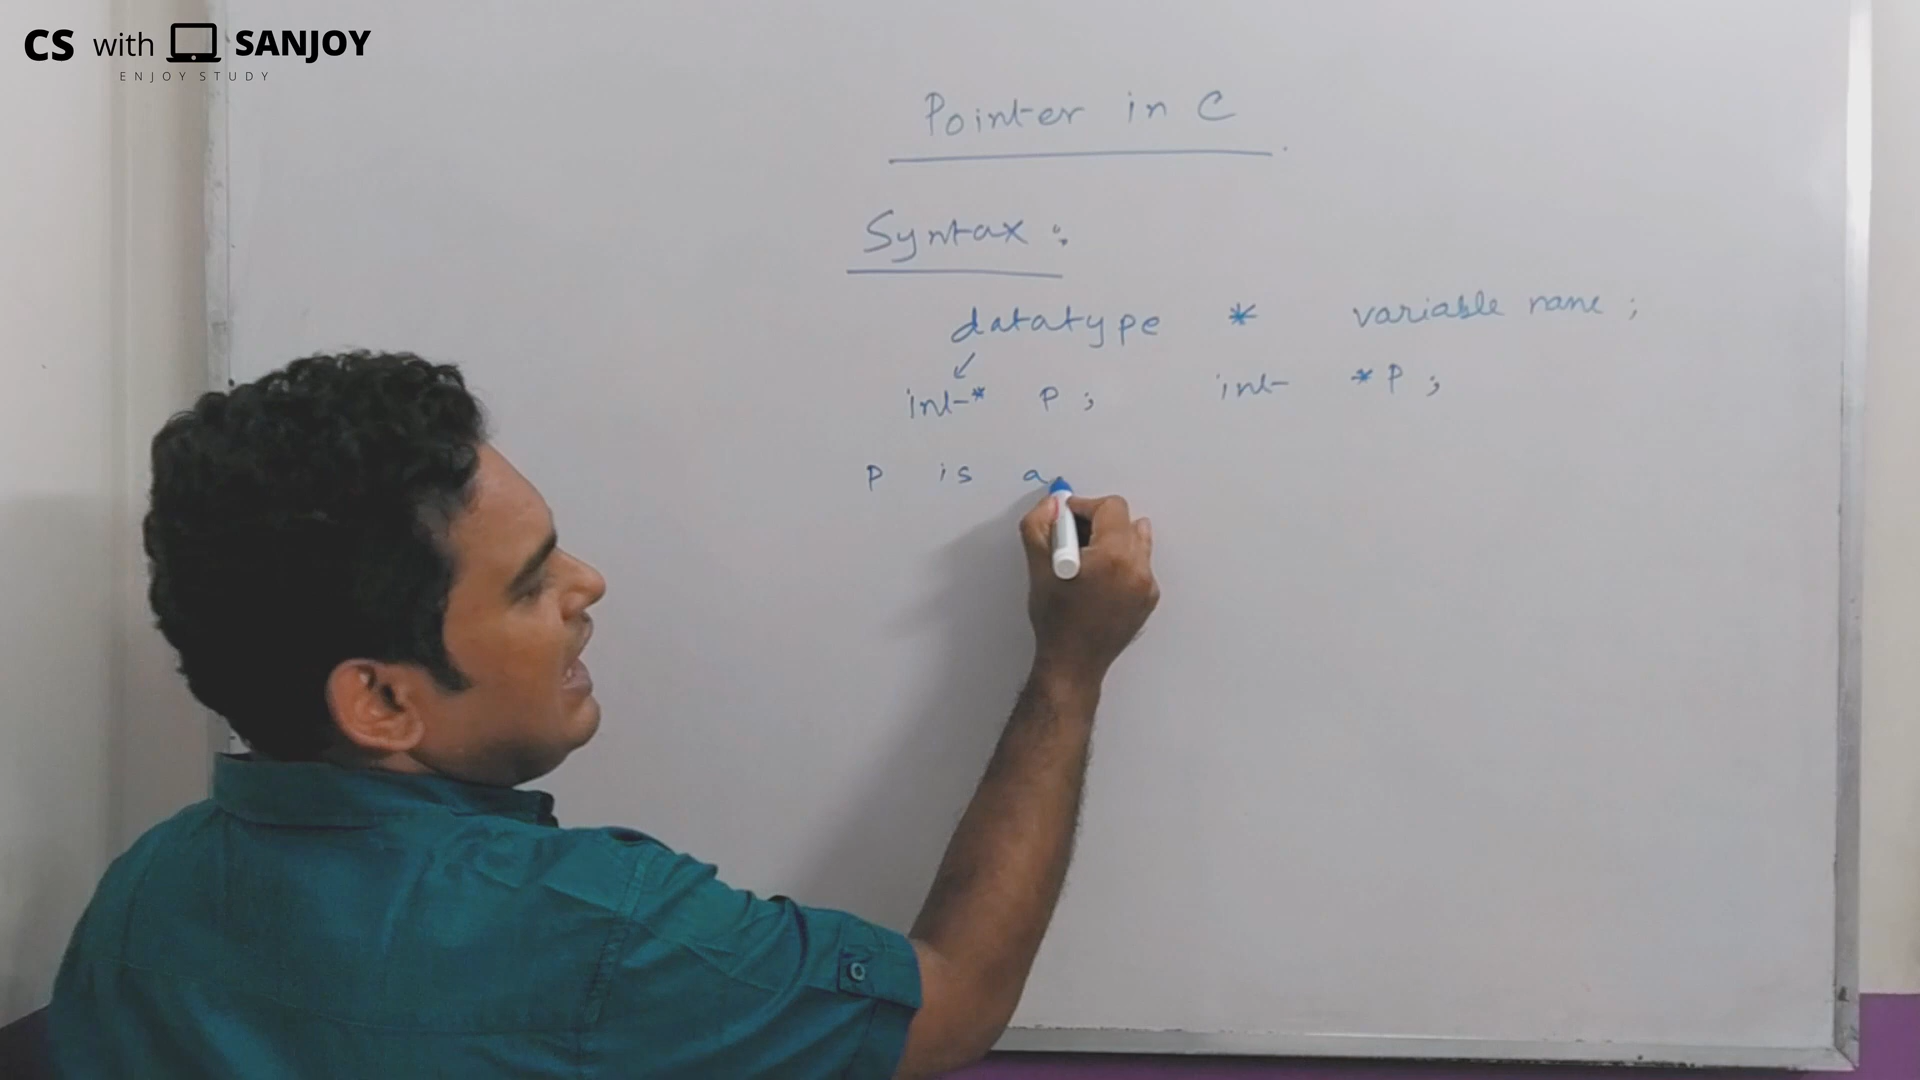 CS with SANJOY
ENJOY STUDY
Pointer in C
Syntax :
datatype * variable name ;
int* P ; int *P ;
P is a